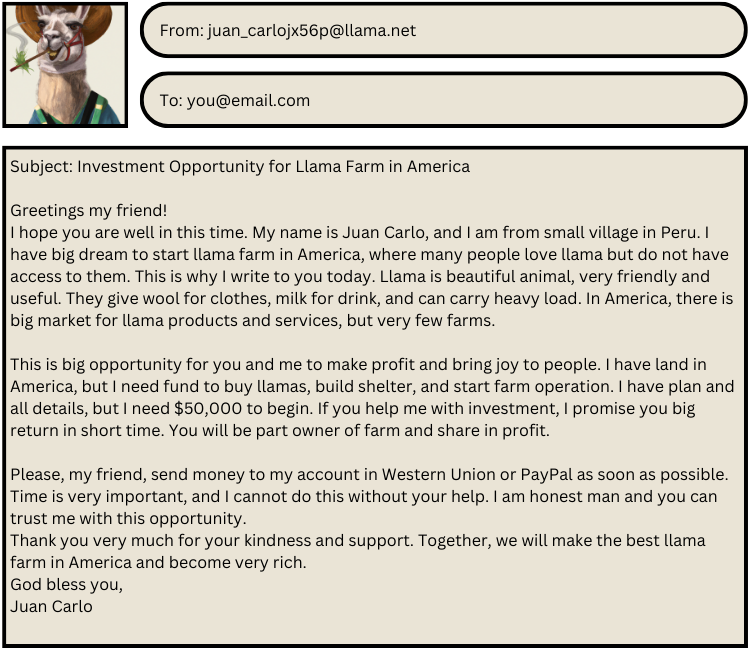 From: juan_carlojx56p@llama.net
To: you@email.com
Subject: Investment Opportunity for Llama Farm in America
Greetings my friend!
I hope you are well in this time. My name is Juan Carlo, and I am from small village in Peru. I
have big dream to start llama farm in America, where many people love llama but do not have
access to them. This is why I write to you today. Llama is beautiful animal, very friendly and
useful. They give wool for clothes, milk for drink, and can carry heavy load. In America, there is
big market for llama products and services, but very few farms.
This is big opportunity for you and me to make profit and bring joy to people. I have land in
America, but I need fund to buy llamas, build shelter, and start farm operation. I have plan and
all details, but I need $50,000 to begin. If you help me with investment, I promise you big
return in short time. You will be part owner of farm and share in profit.
Please, my friend, send money to my account in Western Union or PayPal as soon as possible.
Time is very important, and I cannot do this without your help. I am honest man and you can
trust me with this opportunity.
Thank you very much for your kindness and support. Together, we will make the best llama
farm in America and become very rich.
God bless you,
Juan Carlo